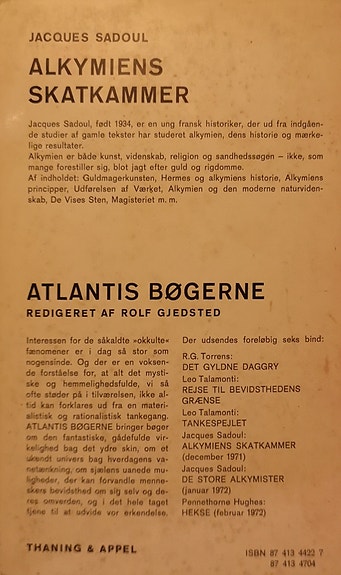 JACQUES SADOUL
ALKYMIENS
SKATKAMMER
Jacques Sadoul, født 1934, er en ung fransk historiker, der ud fra indgåen-
de studier af gamle tekster har studeret alkymien, dens historie og mærke-
lige resultater.
Alkymien er både kunst, videnskab, religion og sandhedssøgen – ikke, som
mange forestiller sig, blot jagt efter guld og rigdomme.
Af indholdet: Guldmagerkunsten, Hermes og alkymiens historie, Alkymiens
principper, Udførelsen af Værket, Alkymien og den moderne naturviden-
skab, De Vises Sten, Magisteriet m. m.
ATLANTIS BØGERNE
REDIGERET AF ROLF GJEDSTED
Interessen for de såkaldte »okkulte«
fænomener er i dag så stor som
nogensinde. Og der er en voksen-
de forståelse for, at alt det mysti-
ske og hemmelighedsfulde, vi så
ofte støder på i tilværelsen, ikke al-
tid kan forklares ud fra en materi-
alistisk og rationalistisk tankegang.
ATLANTIS BØGERNE bringer bøger
om den fantastiske, gådefulde virke-
lighed bag det ydre skin, om et
ukendt univers bag hverdagens va-
netænkning, om sjælens uanede mu-
ligheder, der kan forvandle menne-
skers bevidsthed om sig selv og de-
res omverden, og i det hele taget
tjene til at udvide vor erkendelse.
Der udsendes foreløbig seks bind:
R.G. Torrens:
DET GYLDNE DAGGRY
Leo Talamonti:
REJSE TIL BEVIDSTHEDENS
GRÆNSE
Leo Talamonti:
TANKESPEJLET
Jacques Sadoul:
ALKYMIENS SKATKAMMER
(december 1971)
Jacques Sadoul:
DE STORE ALKYMISTER
(januar 1972)
Pennethorne Hughes:
HEKSE (februar 1972)
THANING & APPEL
ISBN 87 413 4422 7
87 413 4704